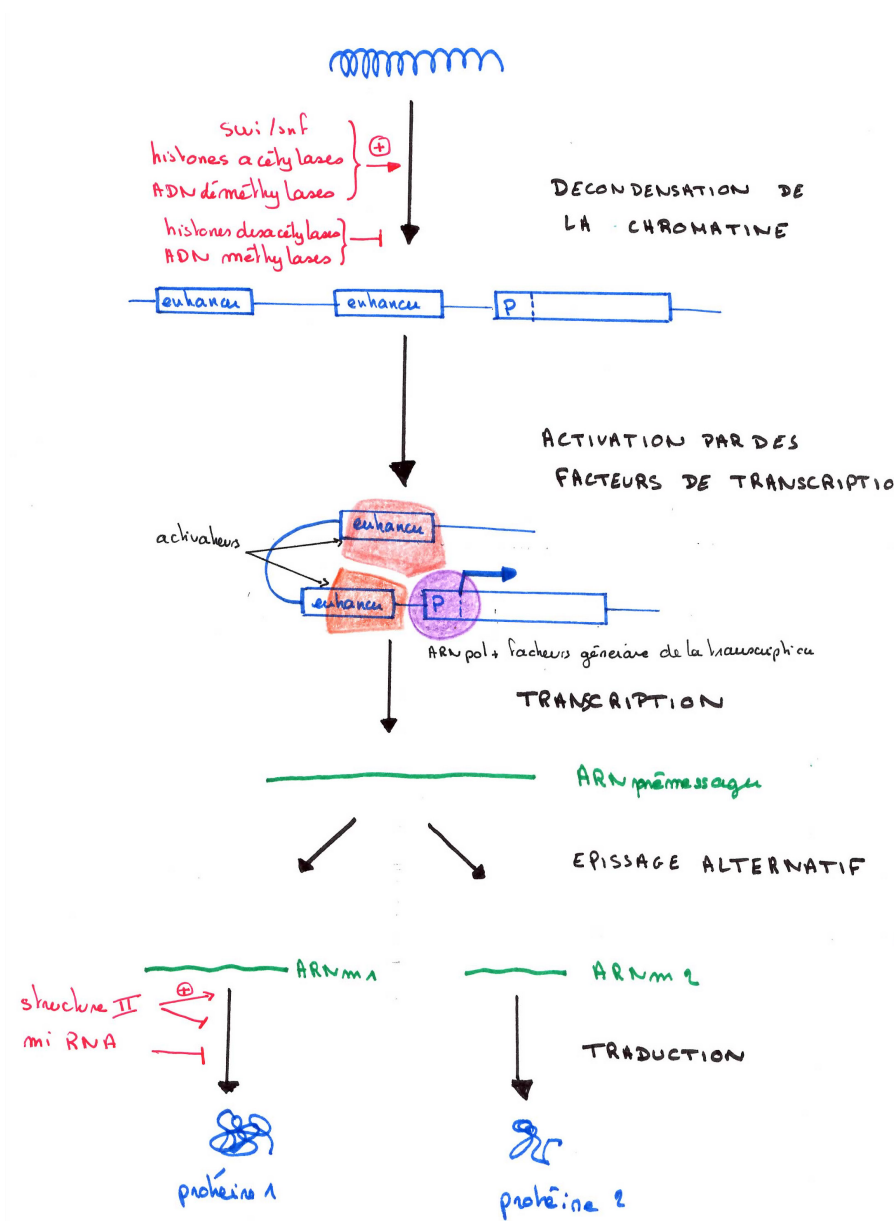 swi/snf
+
histones acétylases
ADN déméthylases
histones desacétylases
ADN méthylases
DECONDENSATION DE
LA CHROMATINE
enhancer
enhancer
P
ACTIVATION PAR DES
FACTEURS DE TRANSCRIPTIO
enhancer
activateurs
enhancer
P
ARN pol + facteurs généraux de la transcription
TRANSCRIPTION
ARN prémessager
EPISSAGE ALTERNATIF
ARNm1
ARNm 2
structure II
+
mi RNA
TRADUCTION
protéine 1
protéine 2